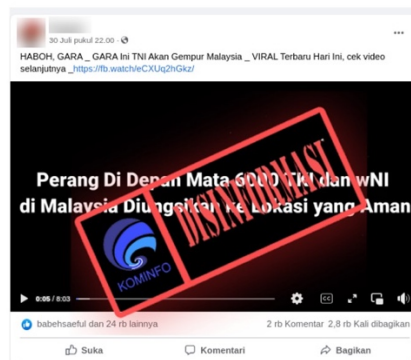 30 Juli pukul 22.00 ·
HABOH, GARA _ GARA Ini TNI Akan Gempur Malaysia _ VIRAL Terbaru Hari Ini, cek video
selanjutnya _https://fb.watch/eCXUq2hGkz/
Perang Di Depan Mata 6000 TKI dan wNI
di Malaysia Diungsikan ke Lokasi yang Aman
DISINFORMASI
KOMINFO
0:05 / 8:03
CC
babehsaeful dan 24 rb lainnya
2 rb Komentar 2,8 rb Kali dibagikan
Suka
Komentari
Bagikan